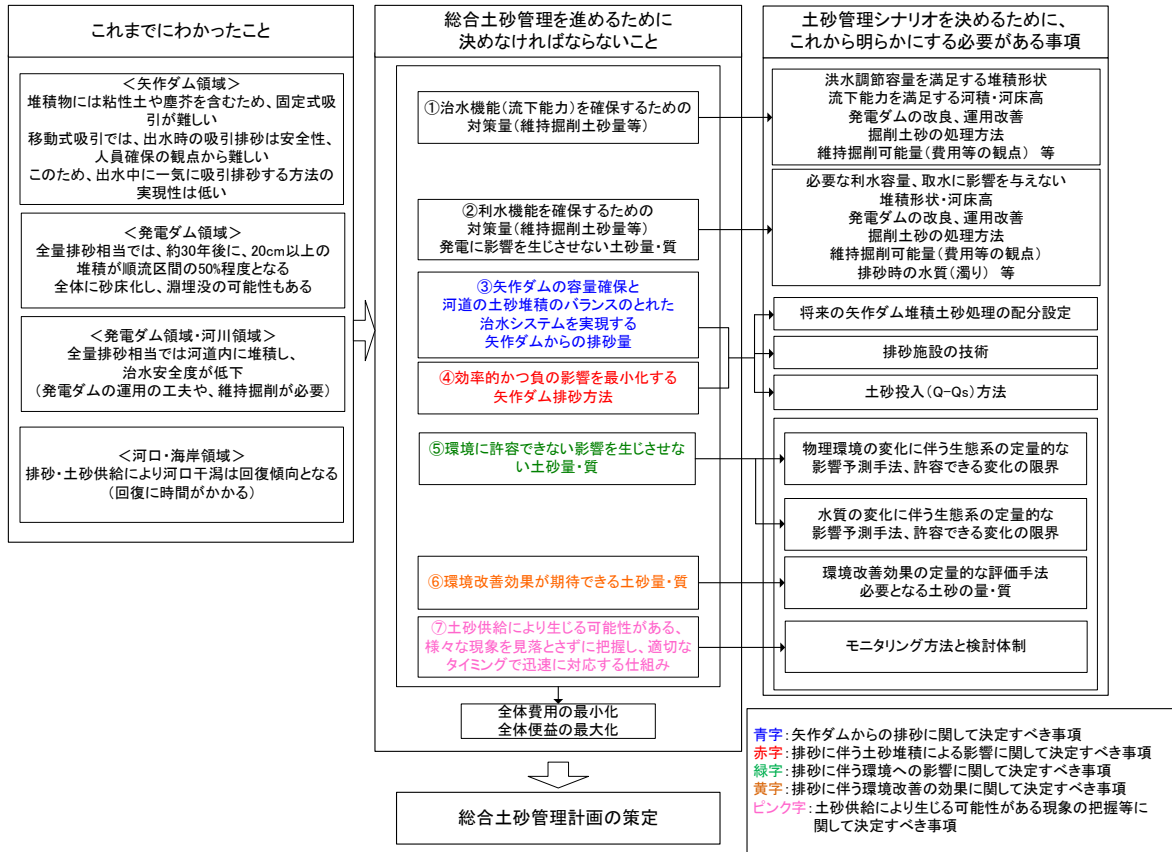 これまでにわかったこと
<矢作ダム領域>
堆積物には粘性土や塵芥を含むため、固定式吸
引が難しい
移動式吸引では、出水時の吸引排砂は安全性、
人員確保の観点から難しい
このため、出水中に一気に吸引排砂する方法の
実現性は低い
<発電ダム領域>
全量排砂相当では、約30年後に、20cm以上の
堆積が順流区間の50%程度となる
全体に砂床化し、淵埋没の可能性もある
<発電ダム領域・河川領域>
全量排砂相当では河道内に堆積し、
治水安全度が低下
(発電ダムの運用の工夫や、維持掘削が必要)
<河口・海岸領域>
排砂・土砂供給により河口干潟は回復傾向となる
(回復に時間がかかる)
総合土砂管理を進めるために
決めなければならないこと
①治水機能(流下能力)を確保するための
対策量(維持掘削土砂量等)
②利水機能を確保するための
対策量(維持掘削土砂量等)
発電に影響を生じさせない土砂量・質
③矢作ダムの容量確保と
河道の土砂堆積のバランスのとれた
治水システムを実現する
矢作ダムからの排砂量
④効率的かつ負の影響を最小化する
矢作ダム排砂方法
⑤環境に許容できない影響を生じさせ
ない土砂量・質
⑥環境改善効果が期待できる土砂量・質
⑦土砂供給により生じる可能性がある、
様々な現象を見落とさずに把握し、適切な
タイミングで迅速に対応する仕組み
全体費用の最小化
全体便益の最大化
総合土砂管理計画の策定
土砂管理シナリオを決めるために、
これから明らかにする必要がある事項
洪水調節容量を満足する堆積形状
流下能力を満足する河積・河床高
発電ダムの改良、運用改善
掘削土砂の処理方法
維持掘削可能量(費用等の観点) 等
必要な利水容量、取水に影響を与えない
堆積形状・河床高
発電ダムの改良、運用改善
掘削土砂の処理方法
維持掘削可能量(費用等の観点)
排砂時の水質(濁り) 等
将来の矢作ダム堆積土砂処理の配分設定
排砂施設の技術
土砂投入(Q-Qs)方法
物理環境の変化に伴う生態系の定量的な
影響予測手法、許容できる変化の限界
水質の変化に伴う生態系の定量的な
影響予測手法、許容できる変化の限界
環境改善効果の定量的な評価手法
必要となる土砂の量・質
モニタリング方法と検討体制
青字:矢作ダムからの排砂に関して決定すべき事項
赤字:排砂に伴う土砂堆積による影響に関して決定すべき事項
緑字:排砂に伴う環境への影響に関して決定すべき事項
黄字:排砂に伴う環境改善の効果に関して決定すべき事項
ピンク字:土砂供給により生じる可能性がある現象の把握等に
関して決定すべき事項